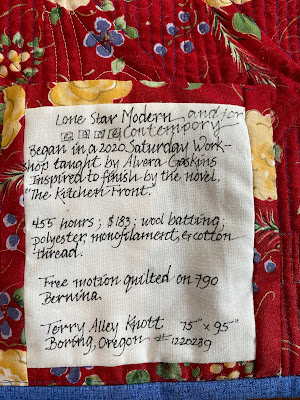 Lone Star Modern and/or
Contempory
Began in a 2020 Saturday Work-
shop taught by Alvera Gaskins
Inspired to finish by the novel,
"The Kitchen Front."
455 hours; $183; wool batting;
polyester monofilament, & cotton
thread.
Free motion quilted on 790
Bernina.
Terry Alley Knott 75" x 95"
Boring, Oregon #1220239